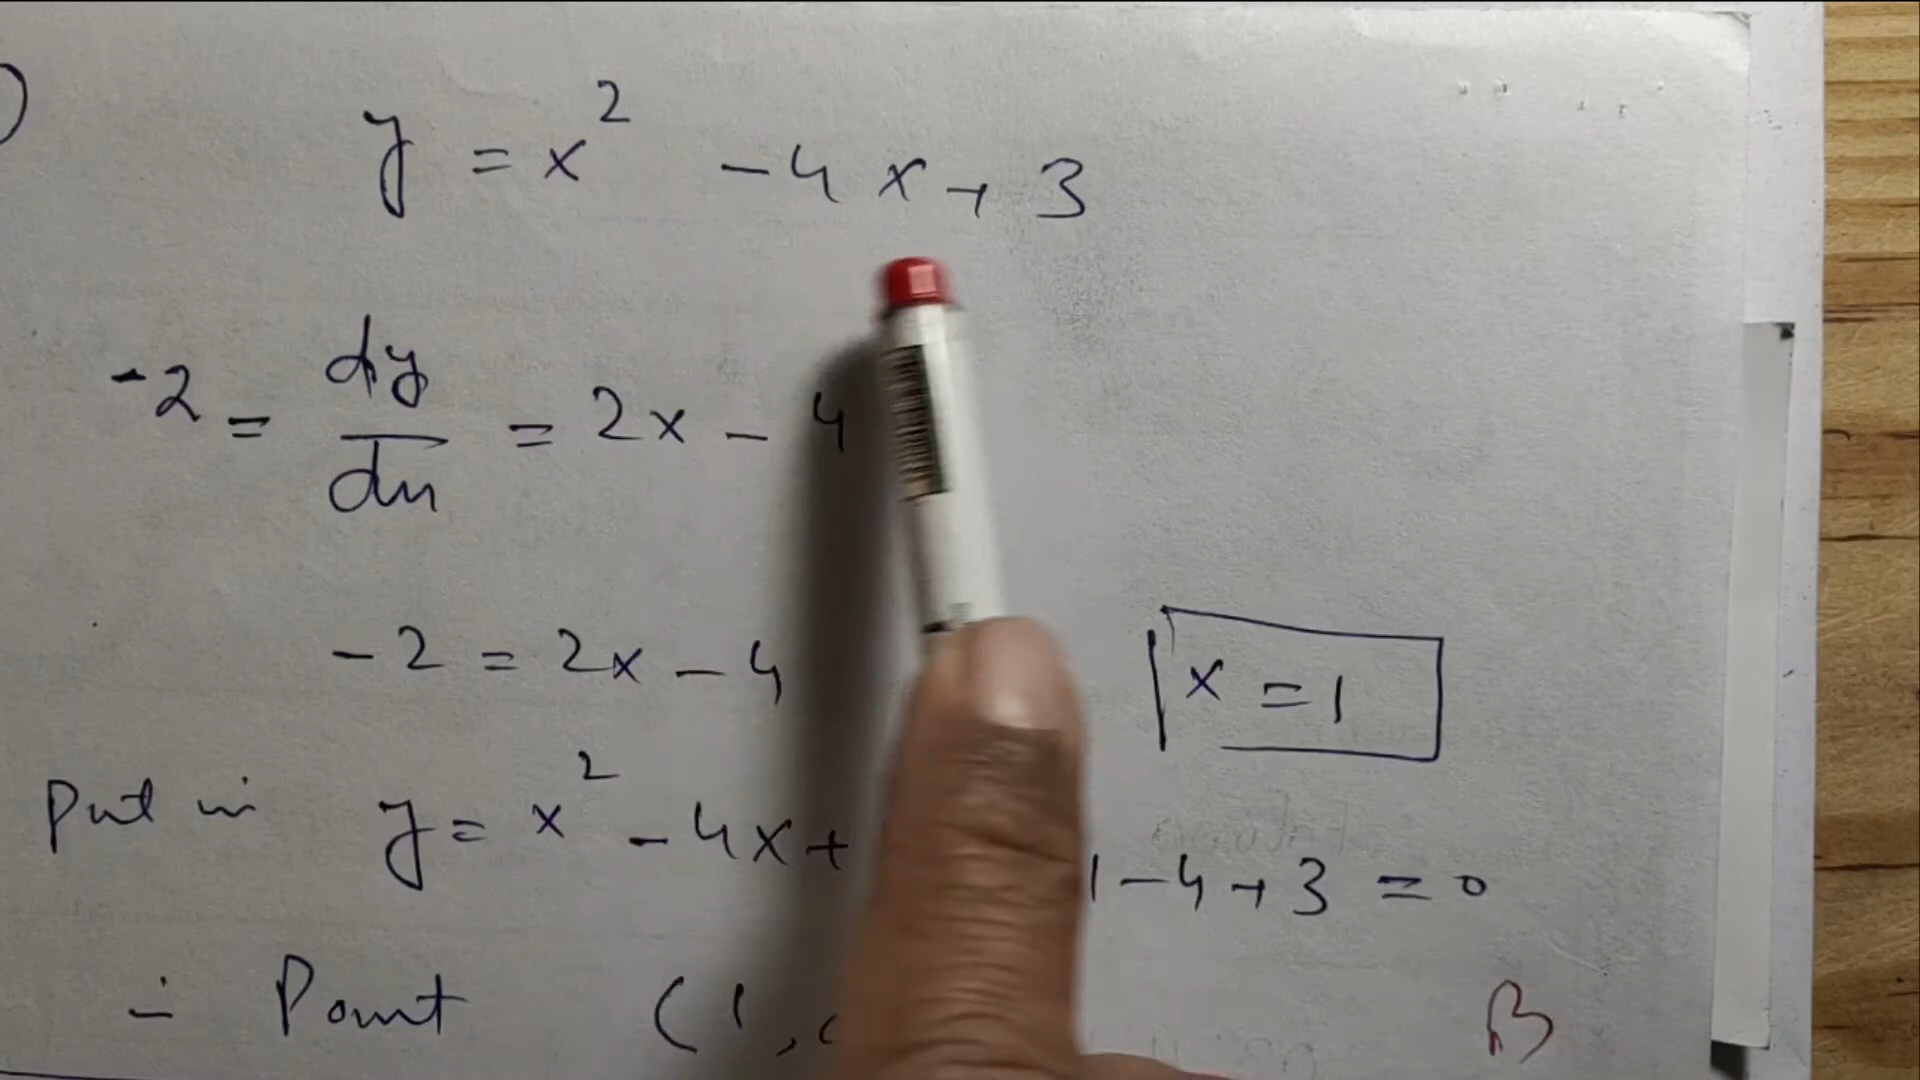 y = x² - 4x + 3
-2 = dy/dn = 2x - 4
-2 = 2x - 4
x = 1
Put in y = x² - 4x +
1 - 4 + 3 = 0
Point (1,
B